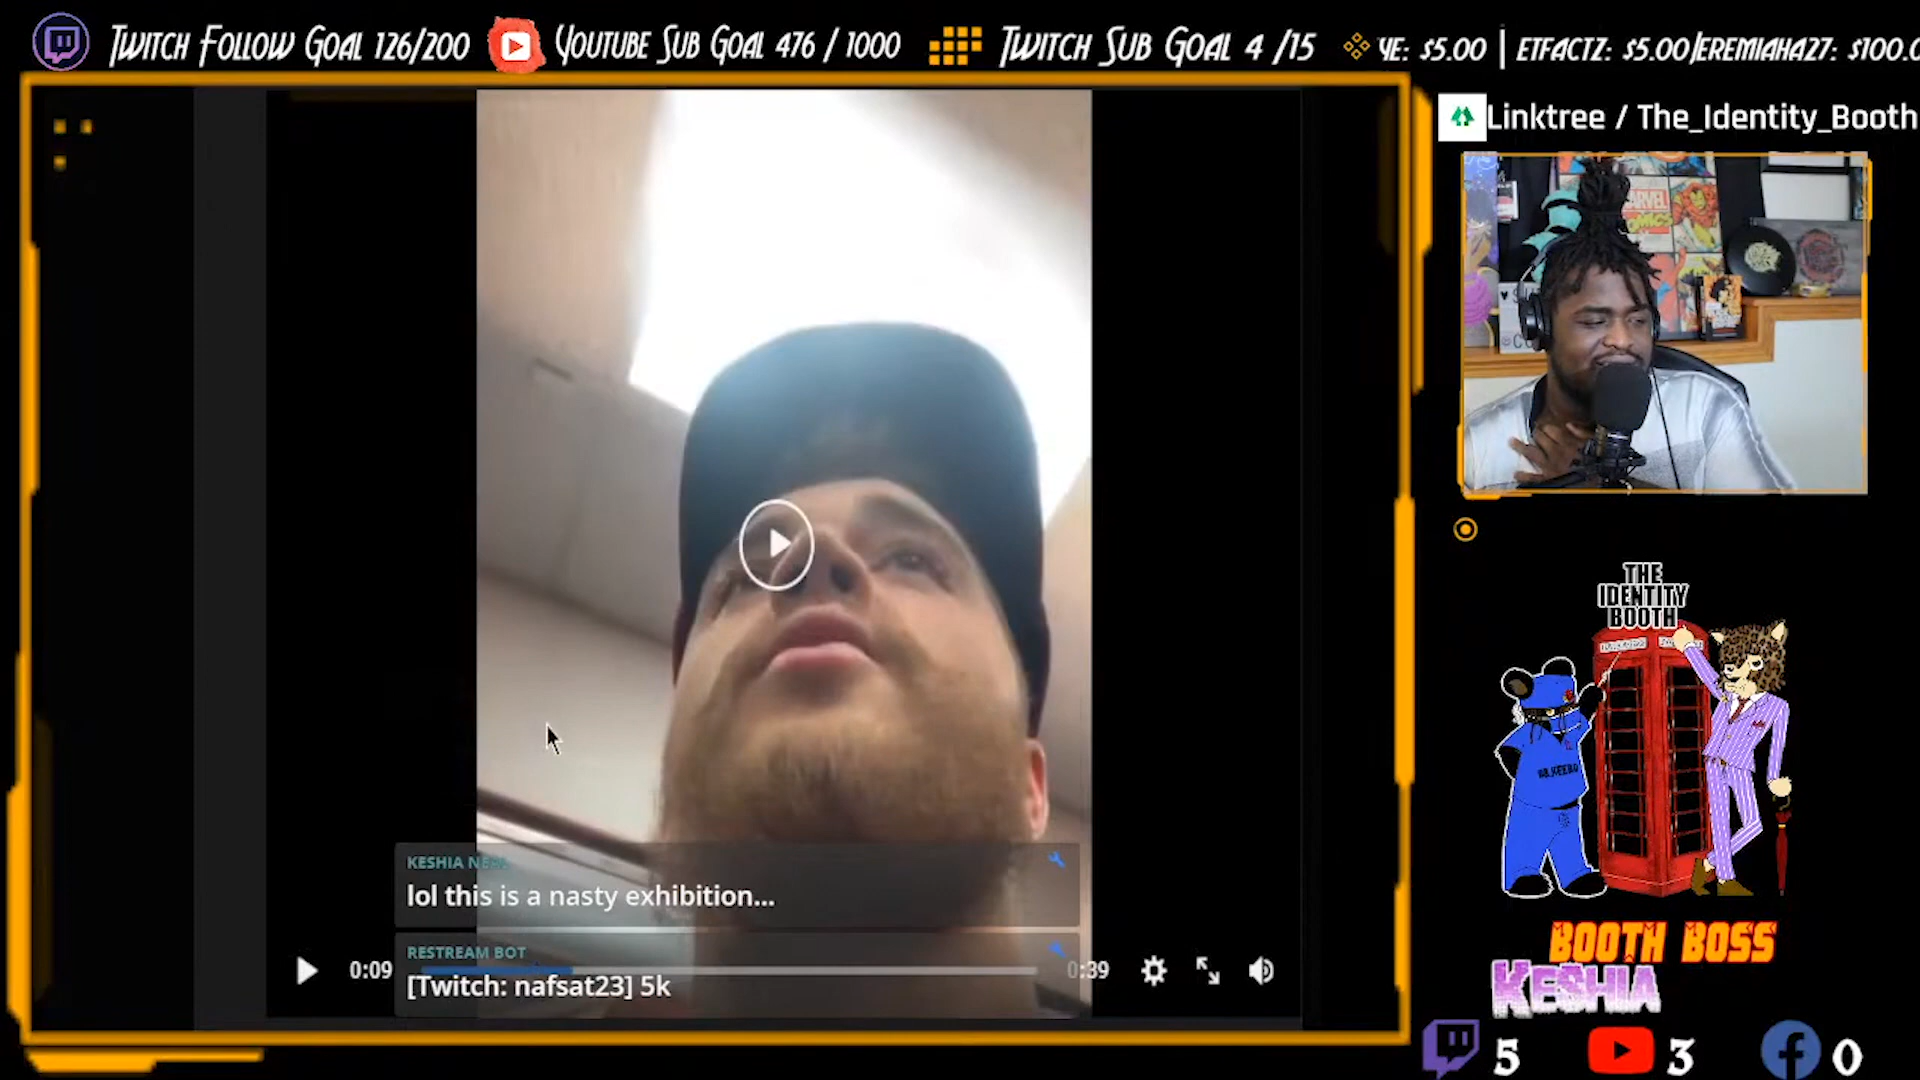 TWITCH FOLLOW GOAL 126/200
YOUTUBE SUB GOAL 476 / 1000
TWITCH SUB GOAL 4 /15
YE: $5.00 | ETFACTZ: $5.00
JEREMIAHA27: $100.0
Linktree / The_Identity_Booth
MARVEL
COMICS
THE
IDENTITY
BOOTH
KESHIA
lol this is a nasty exhibition...
RESTREAM BOT
0:09
0:39
[Twitch: nafsat23] 5k
BOOTH BOSS
KESHIA
5
3
0